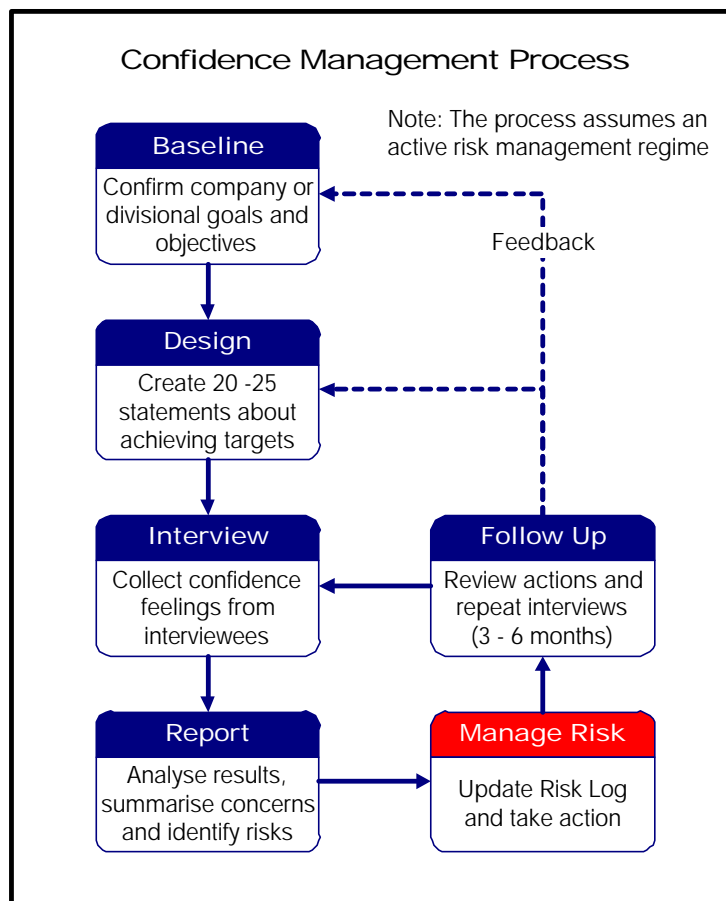 Confidence Management Process
Note: The process assumes an
active risk management regime
Baseline
Confirm company or
divisional goals and
objectives
Feedback
Design
Create 20 -25
statements about
achieving targets
Interview
Collect confidence
feelings from
interviewees
Follow Up
Review actions and
repeat interviews
(3 - 6 months)
Report
Analyse results,
summarise concerns
and identify risks
Manage Risk
Update Risk Log
and take action